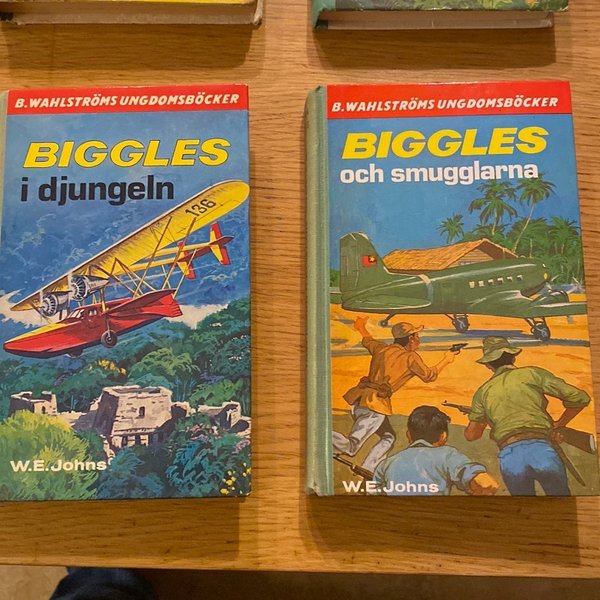 B. WAHLSTRÖMS UNGDOMSBÖCKER
BIGGLES
i djungeln
136
W.E. Johns
B. WAHLSTRÖMS UNGDOMSBÖCKER
BIGGLES
och smugglarna
W.E. Johns